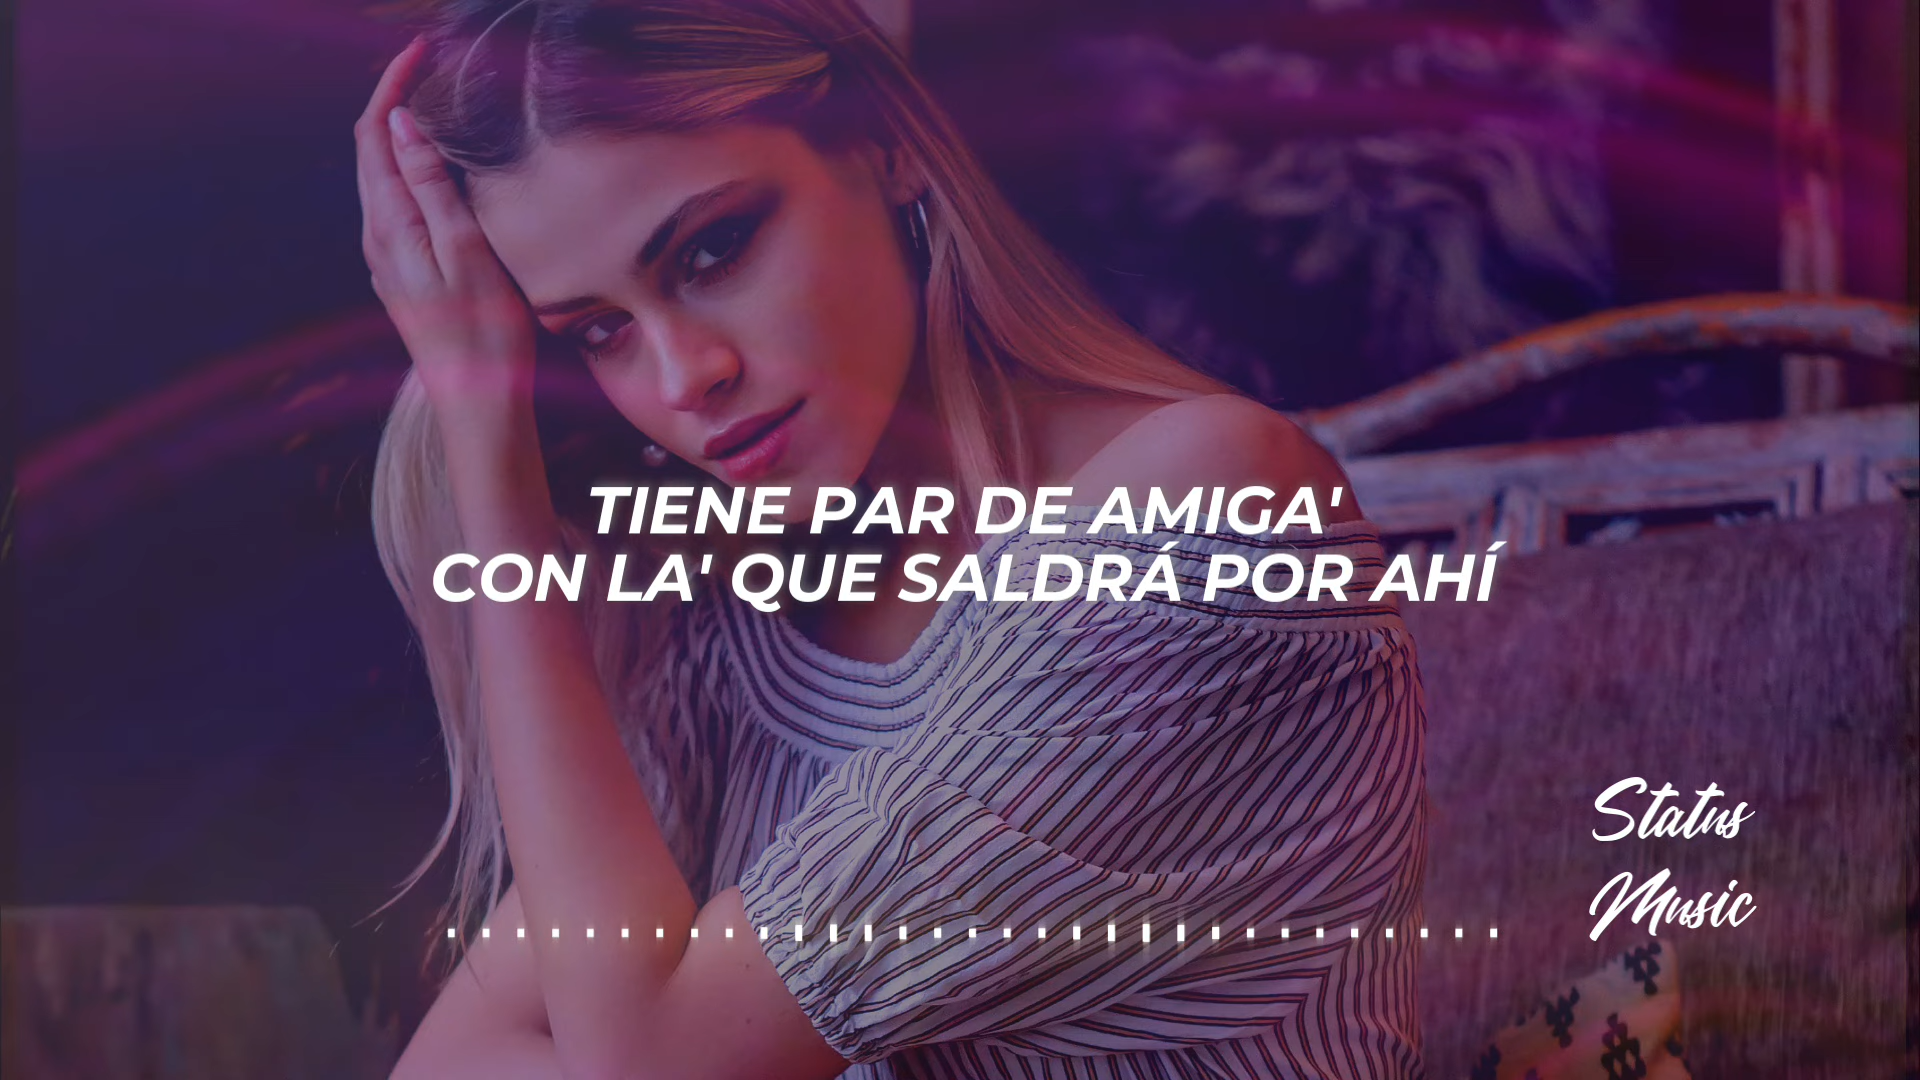 TIENE PAR DE AMIGA'
CON LA' QUE SALDRÁ POR AHÍ
Status
Music